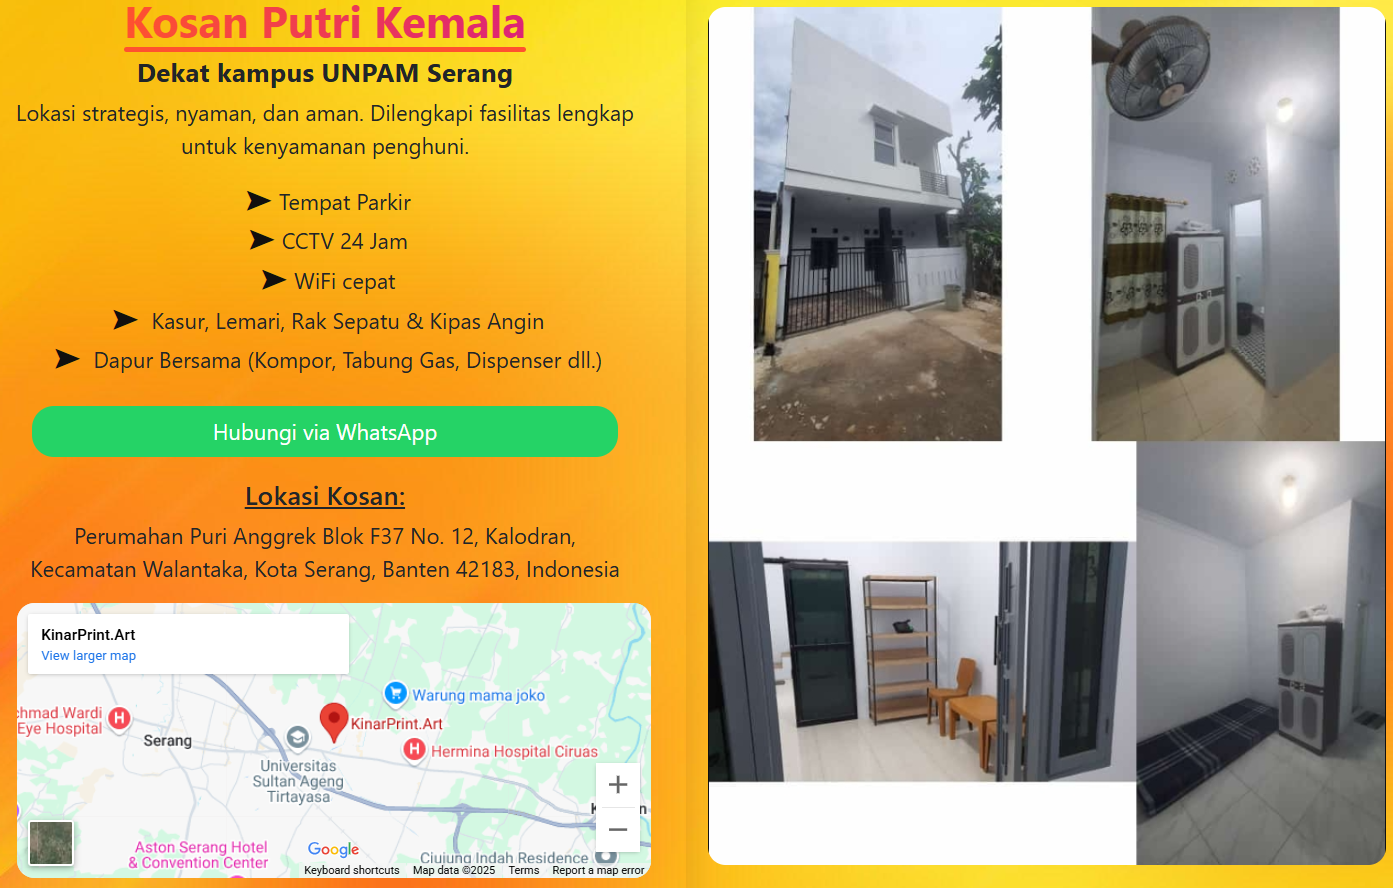 Kosan Putri Kemala
Dekat kampus UNPAM Serang
Lokasi strategis, nyaman, dan aman. Dilengkapi fasilitas lengkap
untuk kenyamanan penghuni.
➤ Tempat Parkir
➤ CCTV 24 Jam
➤ WiFi cepat
➤ Kasur, Lemari, Rak Sepatu & Kipas Angin
➤ Dapur Bersama (Kompor, Tabung Gas, Dispenser dll.)
Hubungi via WhatsApp
Lokasi Kosan:
Perumahan Puri Anggrek Blok F37 No. 12, Kalodran,
Kecamatan Walantaka, Kota Serang, Banten 42183, Indonesia
KinarPrint.Art
View larger map
Warung mama joko
chmad Wardi
Eye Hospital
KinarPrint.Art
Serang
Hermina Hospital Ciruas
Universitas
Sultan Ageng
Tirtayasa
Aston Serang Hotel
& Convention Center
Google
Ciujung Indah Residence
Keyboard shortcuts
Map data ©2025
Terms
Report a map error